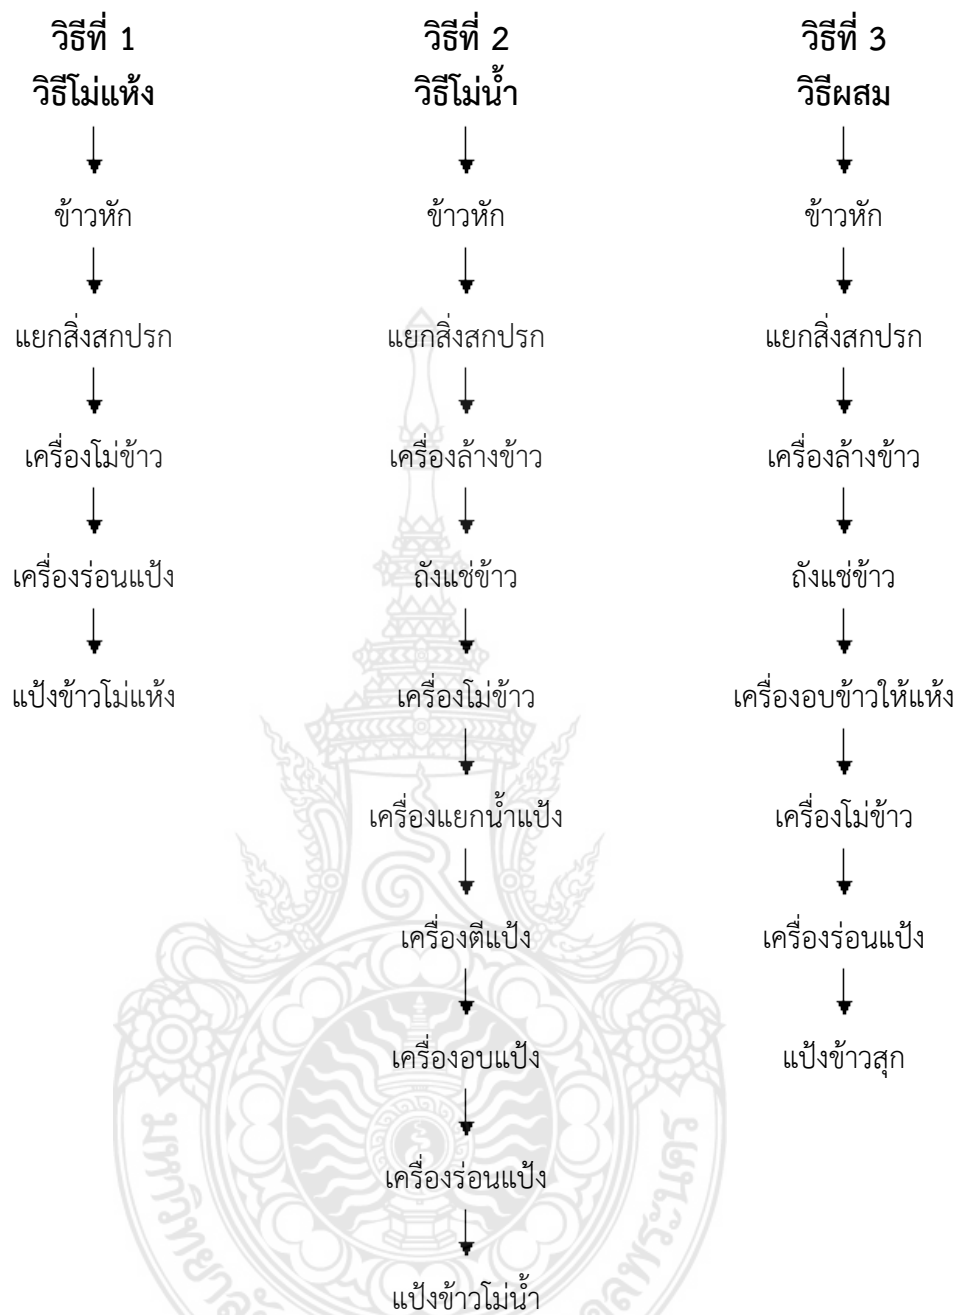 วิธีที่ 1
วิธีโม่แห้ง
ข้าวหัก
แยกสิ่งสกปรก
เครื่องโม่ข้าว
เครื่องร่อนแป้ง
แป้งข้าวโม่แห้ง
วิธีที่ 2
วิธีโม่น้ำ
ข้าวหัก
แยกสิ่งสกปรก
เครื่องล้างข้าว
ถังแช่ข้าว
เครื่องโม่ข้าว
เครื่องแยกน้ำแป้ง
เครื่องตีแป้ง
เครื่องอบแป้ง
เครื่องร่อนแป้ง
แป้งข้าวโม่น้ำ
วิธีที่ 3
วิธีผสม
ข้าวหัก
แยกสิ่งสกปรก
เครื่องล้างข้าว
ถังแช่ข้าว
เครื่องอบข้าวให้แห้ง
เครื่องโม่ข้าว
เครื่องร่อนแป้ง
แป้งข้าวสุก